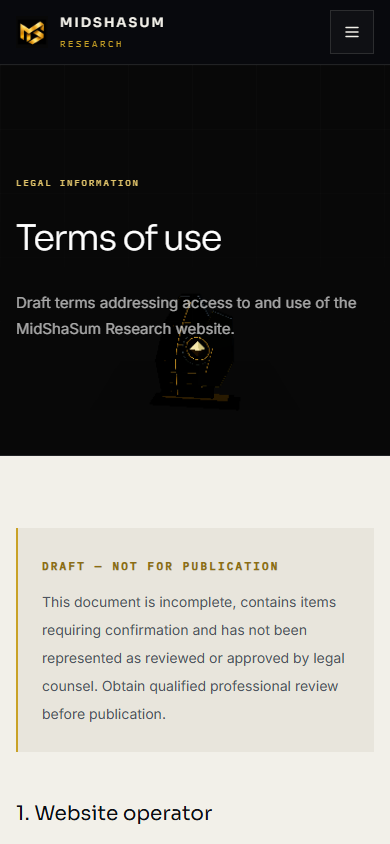 MIDSHASUM
RESEARCH
LEGAL INFORMATION
Terms of use
Draft terms addressing access to and use of the
MidShaSum Research website.
DRAFT — NOT FOR PUBLICATION
This document is incomplete, contains items
requiring confirmation and has not been
represented as reviewed or approved by legal
counsel. Obtain qualified professional review
before publication.
1. Website operator